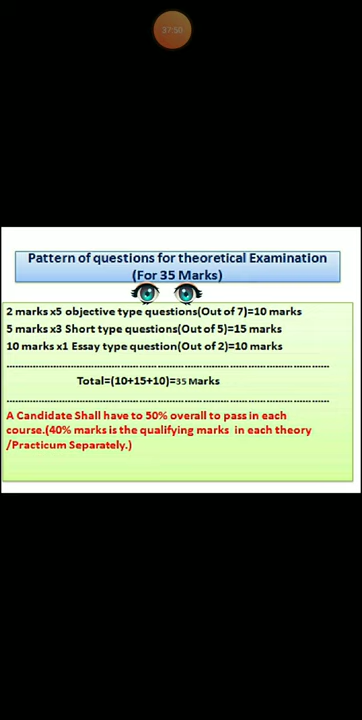 37:50
Pattern of questions for theoretical Examination
(For 35 Marks)
2 marks x5 objective type questions(Out of 7)=10 marks
5 marks x3 Short type questions(Out of 5)=15 marks
10 marks x1 Essay type question(Out of 2)=10 marks
Total=(10+15+10)=35 Marks
A Candidate Shall have to 50% overall to pass in each
course.(40% marks is the qualifying marks in each theory
/Practicum Separately.)